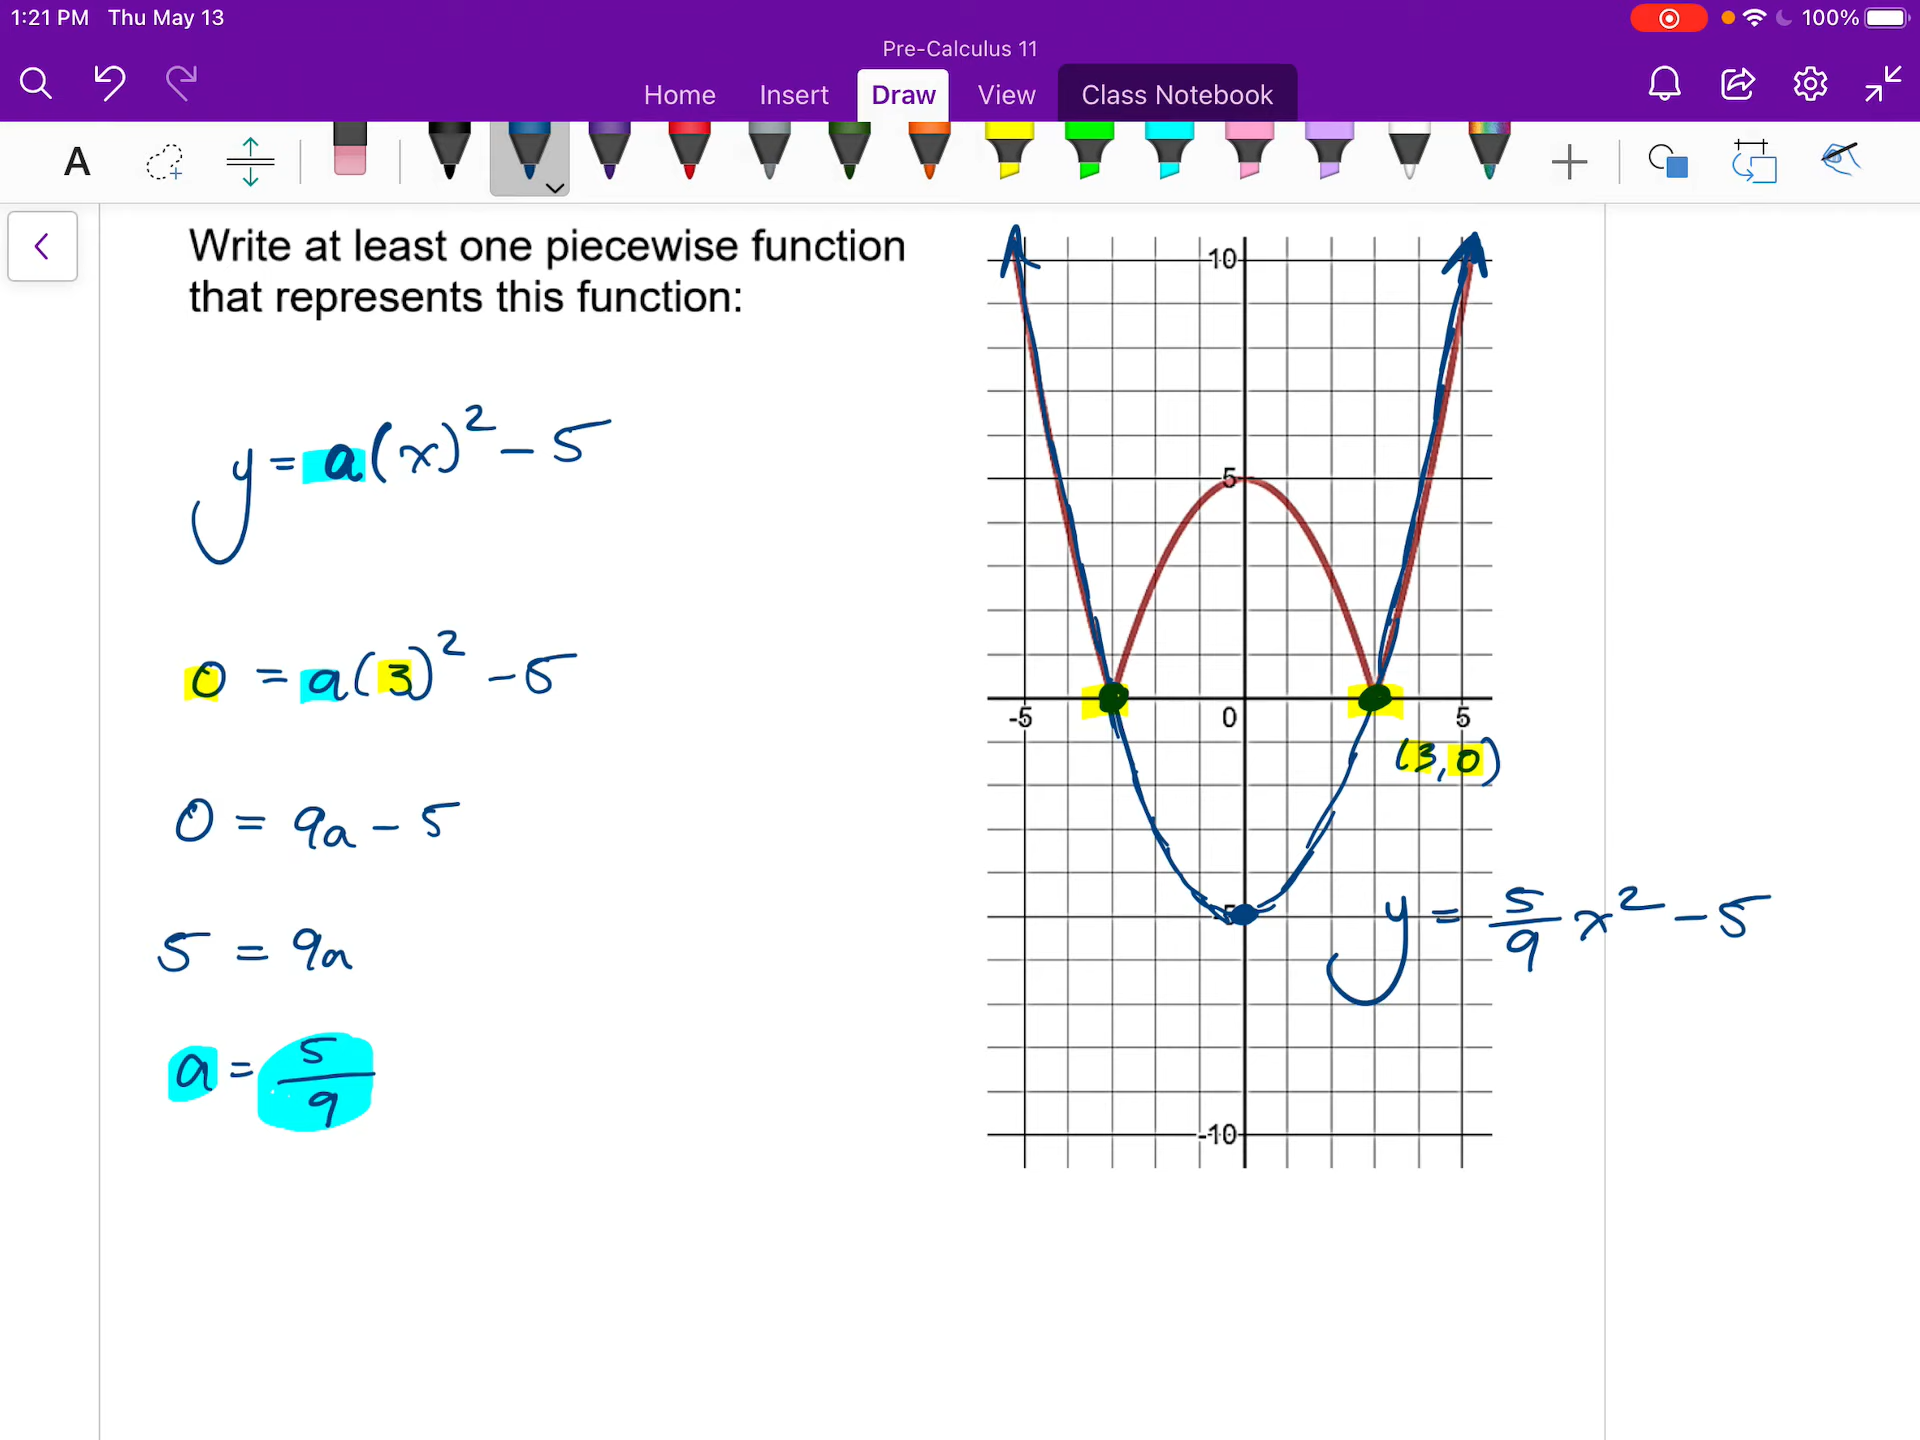 1:21 PM Thu May 13
100%
Pre-Calculus 11
Home Insert Draw View Class Notebook
A
Write at least one piecewise function
that represents this function:
y = a(x)² - 5
0 = a(3)² - 5
0 = 9a - 5
5 = 9a
a = 5/9
10
5
-5 0 5
(3,0)
-5
y = 5/9 x² - 5
-10